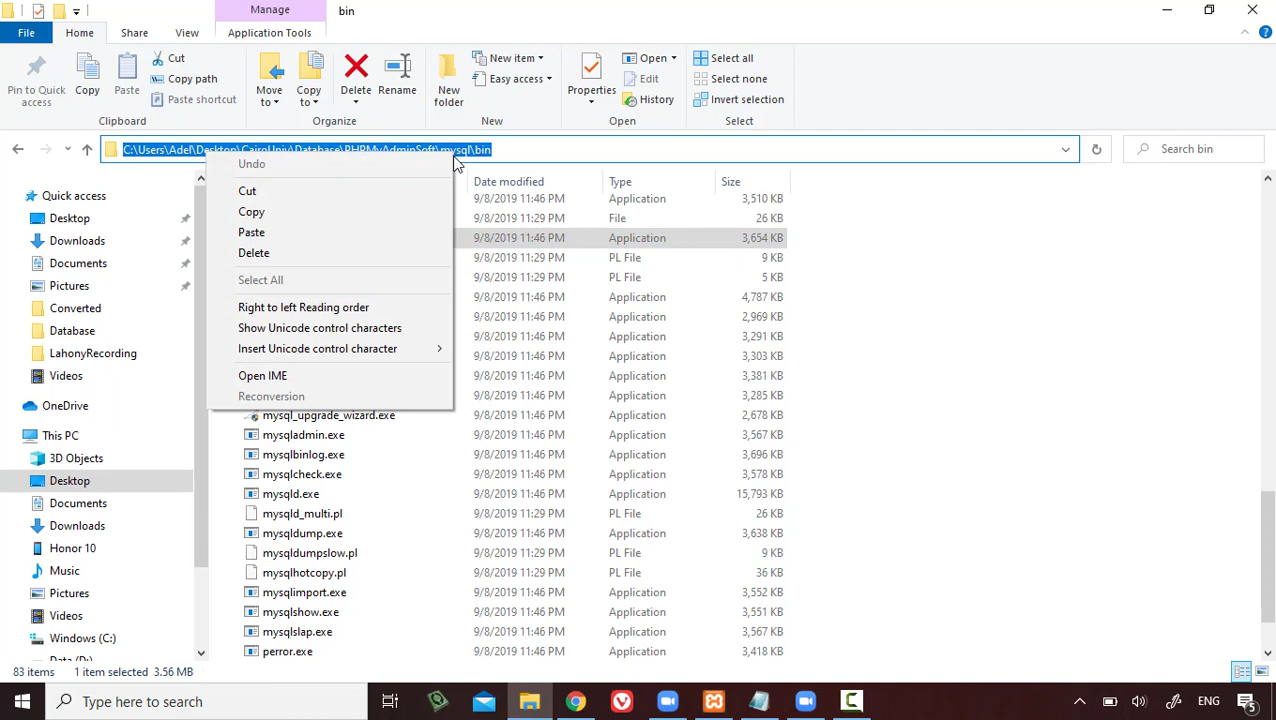 Manage
bin
File
Home
Share
View
Application Tools
Pin to Quick access
Copy
Paste
Cut
Copy path
Paste shortcut
Clipboard
Move to
Copy to
Delete
Rename
Organize
New folder
New item
Easy access
New
Properties
Open
Edit
History
Open
Select all
Select none
Invert selection
Select
C:\Users\Adel\Desktop\CairoUniv\Database\PHPMyAdminSoft\mysql\bin
Search bin
Date modified Type Size
Quick access
Desktop
Downloads
Documents
Pictures
Converted
Database
LahonyRecording
Videos
OneDrive
This PC
3D Objects
Desktop
Documents
Downloads
Honor 10
Music
Pictures
Videos
Windows (C:)
Data (D:)
Undo
Cut
Copy
Paste
Delete
Select All
Right to left Reading order
Show Unicode control characters
Insert Unicode control character
Open IME
Reconversion
9/8/2019 11:46 PM Application 3,510 KB
9/8/2019 11:29 PM File 26 KB
9/8/2019 11:46 PM Application 3,654 KB
9/8/2019 11:29 PM PL File 9 KB
9/8/2019 11:29 PM PL File 5 KB
9/8/2019 11:46 PM Application 4,787 KB
9/8/2019 11:46 PM Application 2,969 KB
9/8/2019 11:46 PM Application 3,291 KB
9/8/2019 11:46 PM Application 3,303 KB
9/8/2019 11:46 PM Application 3,381 KB
9/8/2019 11:46 PM Application 3,285 KB
mysql_upgrade_wizard.exe 9/8/2019 11:46 PM Application 2,678 KB
mysqladmin.exe 9/8/2019 11:46 PM Application 3,567 KB
mysqlbinlog.exe 9/8/2019 11:46 PM Application 3,696 KB
mysqlcheck.exe 9/8/2019 11:46 PM Application 3,578 KB
mysqld.exe 9/8/2019 11:46 PM Application 15,793 KB
mysqld_multi.pl 9/8/2019 11:29 PM PL File 26 KB
mysqldump.exe 9/8/2019 11:46 PM Application 3,638 KB
mysqldumpslow.pl 9/8/2019 11:29 PM PL File 9 KB
mysqlhotcopy.pl 9/8/2019 11:29 PM PL File 36 KB
mysqlimport.exe 9/8/2019 11:46 PM Application 3,552 KB
mysqlshow.exe 9/8/2019 11:46 PM Application 3,551 KB
mysqlslap.exe 9/8/2019 11:46 PM Application 3,567 KB
perror.exe 9/8/2019 11:46 PM Application 3,418 KB
83 items 1 item selected 3.56 MB
Type here to search
ENG
5